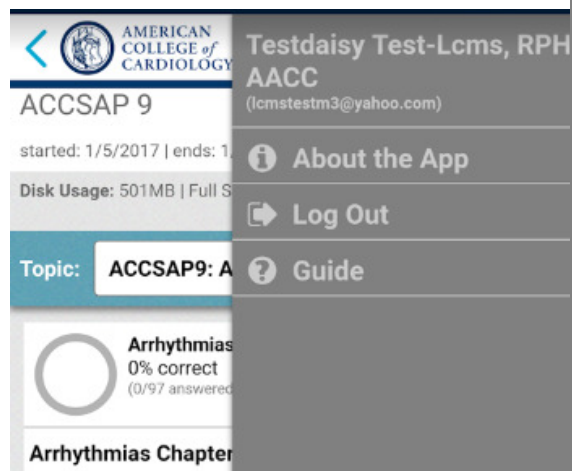 AMERICAN
COLLEGE of
CARDIOLOGY
ACCSAP 9
started: 1/5/2017 | ends: 1
Disk Usage: 501MB | Full S
Topic: ACCSAP9: A
Arrhythmias
0% correct
(0/97 answered
Arrhythmias Chapter
Testdaisy Test-Lcms, RPH
AACC
(lcmstestm3@yahoo.com)
About the App
Log Out
Guide